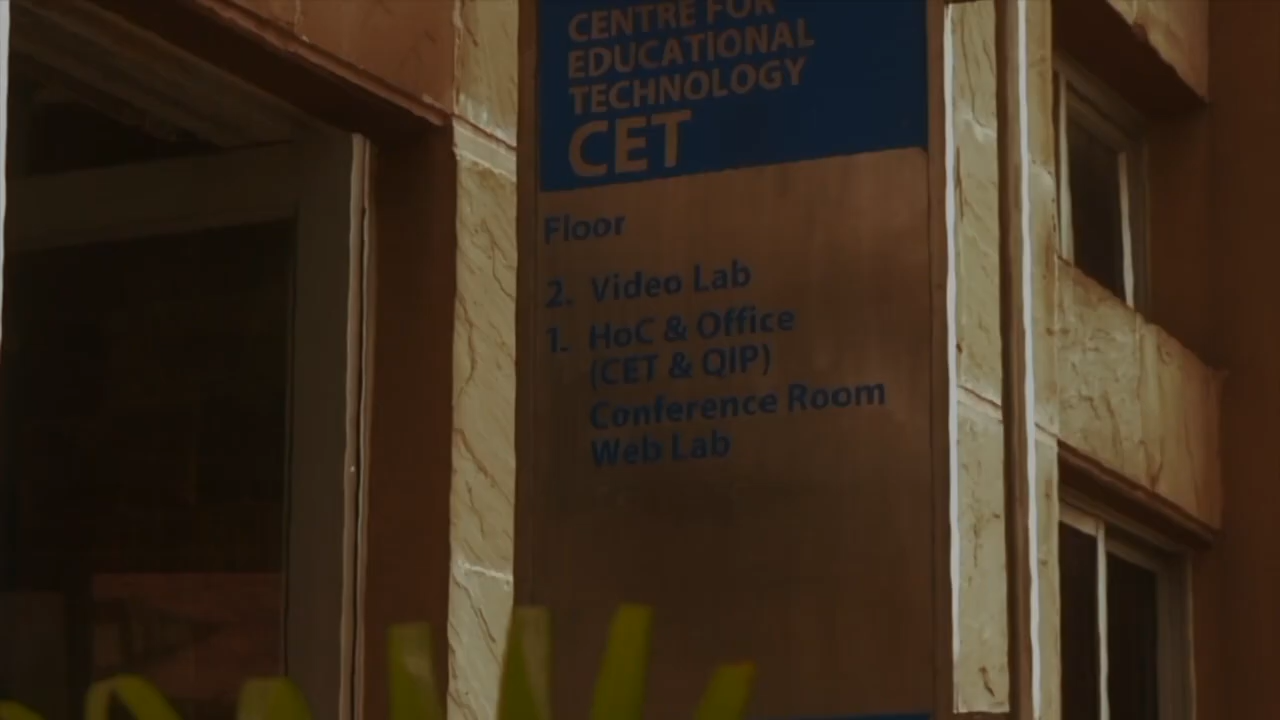 CENTRE FOR
EDUCATIONAL
TECHNOLOGY
CET
Floor
2. Video Lab
1. HoC & Office
(CET & QIP)
Conference Room
Web Lab